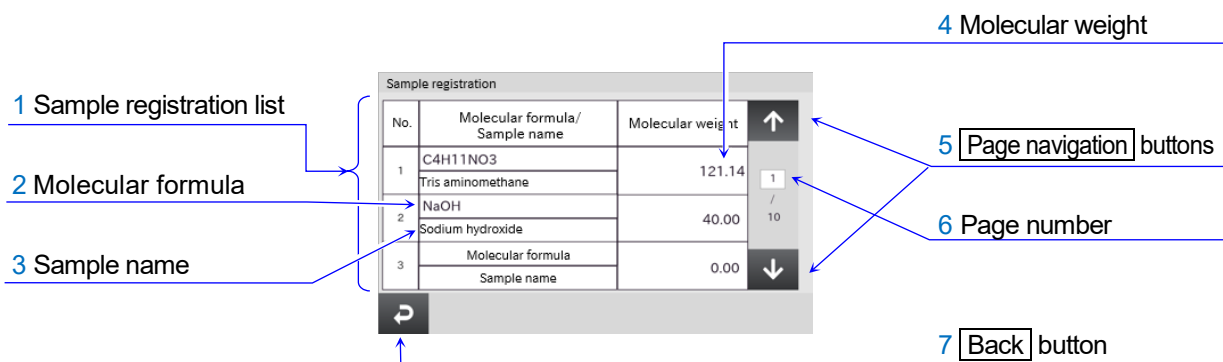 4 Molecular weight
1 Sample registration list
2 Molecular formula
3 Sample name
Sample registration
No.
Molecular formula/
Sample name
Molecular weight
1
C4H11NO3
Tris aminomethane
121.14
2
NaOH
Sodium hydroxide
40.00
3
Molecular formula
Sample name
0.00
1
/
10
5 Page navigation buttons
6 Page number
7 Back button